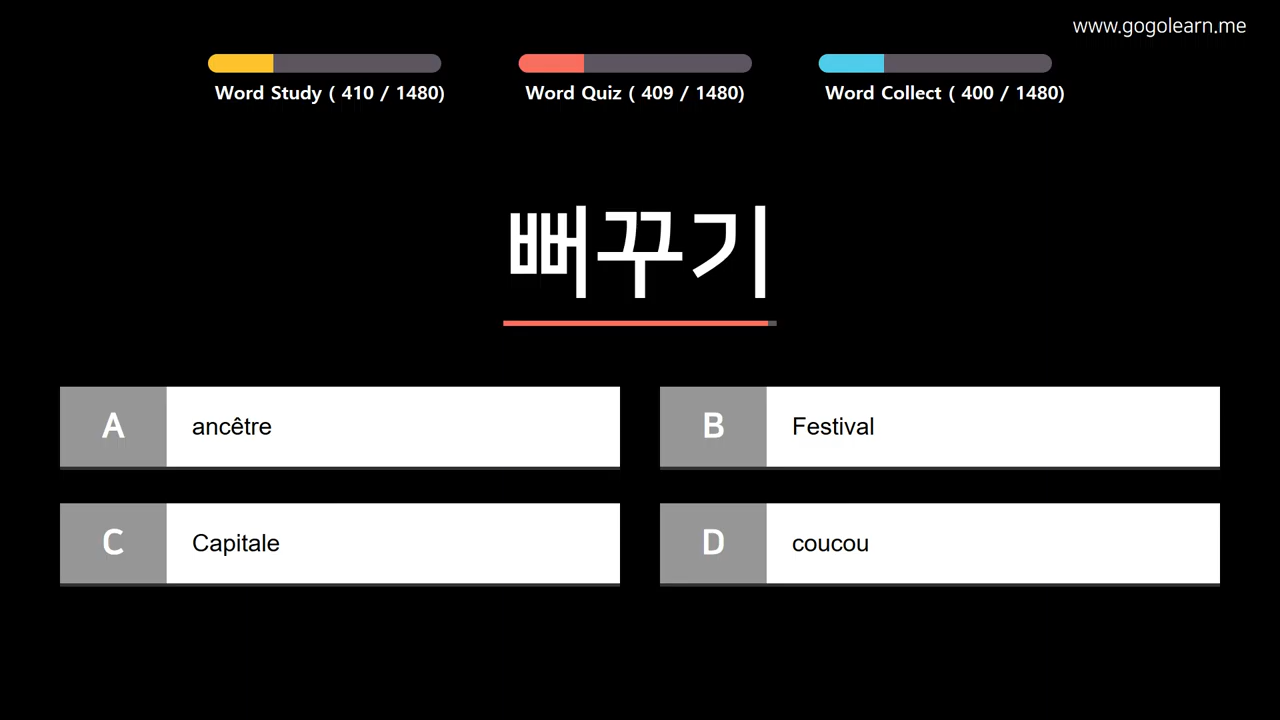 www.gogolearn.me
Word Study ( 410 / 1480)
Word Quiz ( 409 / 1480)
Word Collect ( 400 / 1480)
뻐꾸기
A ancêtre
B Festival
C Capitale
D coucou